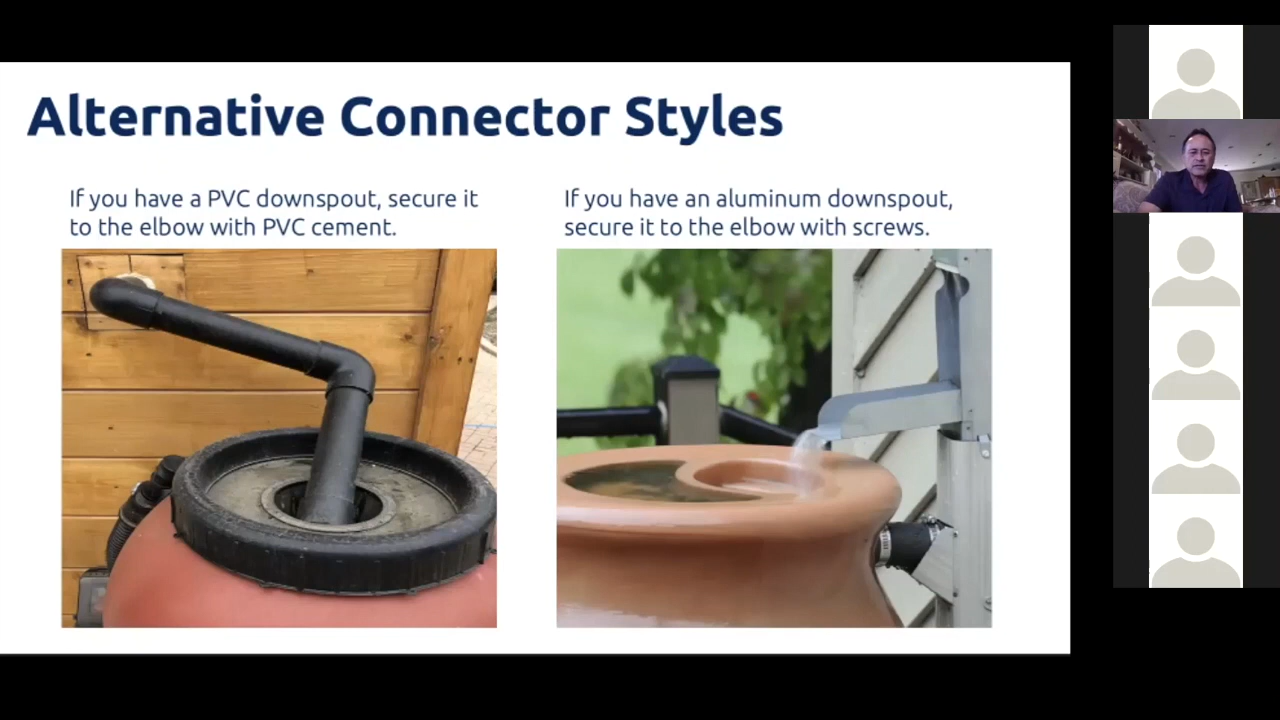 Alternative Connector Styles
If you have a PVC downspout, secure it
to the elbow with PVC cement.
If you have an aluminum downspout,
secure it to the elbow with screws.